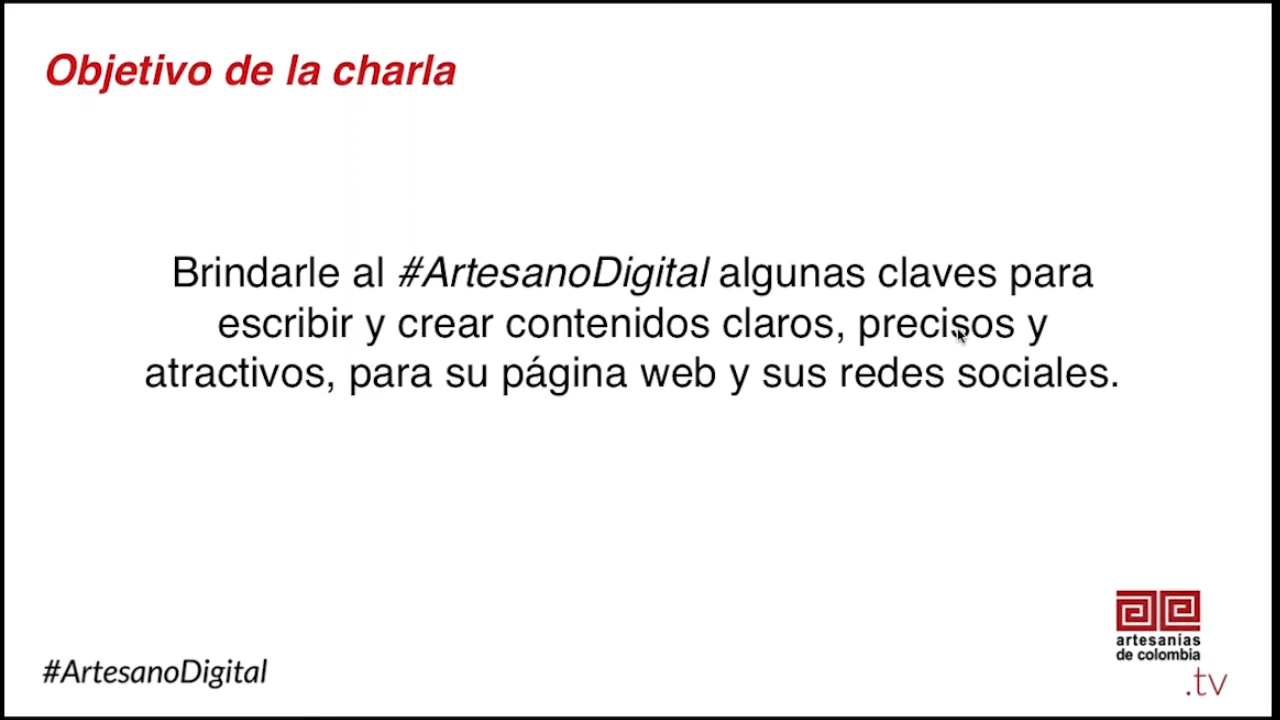 Objetivo de la charla
Brindarle al #ArtesanoDigital algunas claves para
escribir y crear contenidos claros, precisos y
atractivos, para su página web y sus redes sociales.
artesanías
de colombia
.tv
#ArtesanoDigital